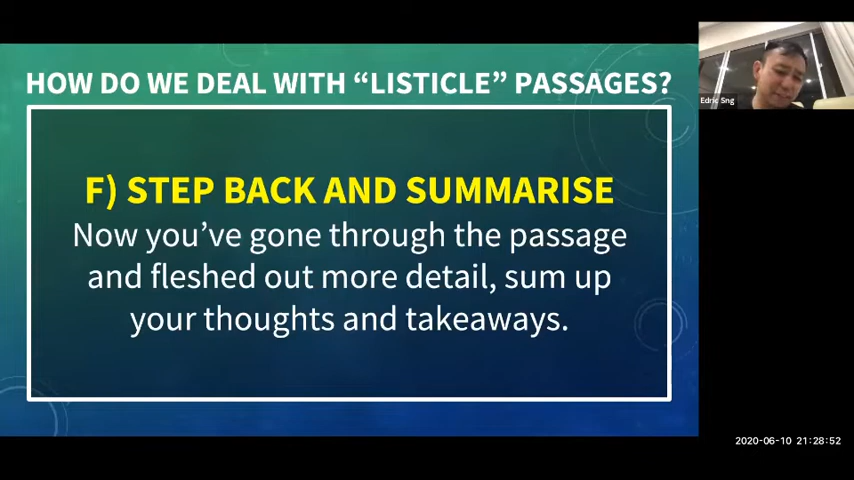 HOW DO WE DEAL WITH “LISTICLE” PASSAGES?
Edric Sng
F) STEP BACK AND SUMMARISE
Now you’ve gone through the passage
and fleshed out more detail, sum up
your thoughts and takeaways.
2020-06-10 21:28:52